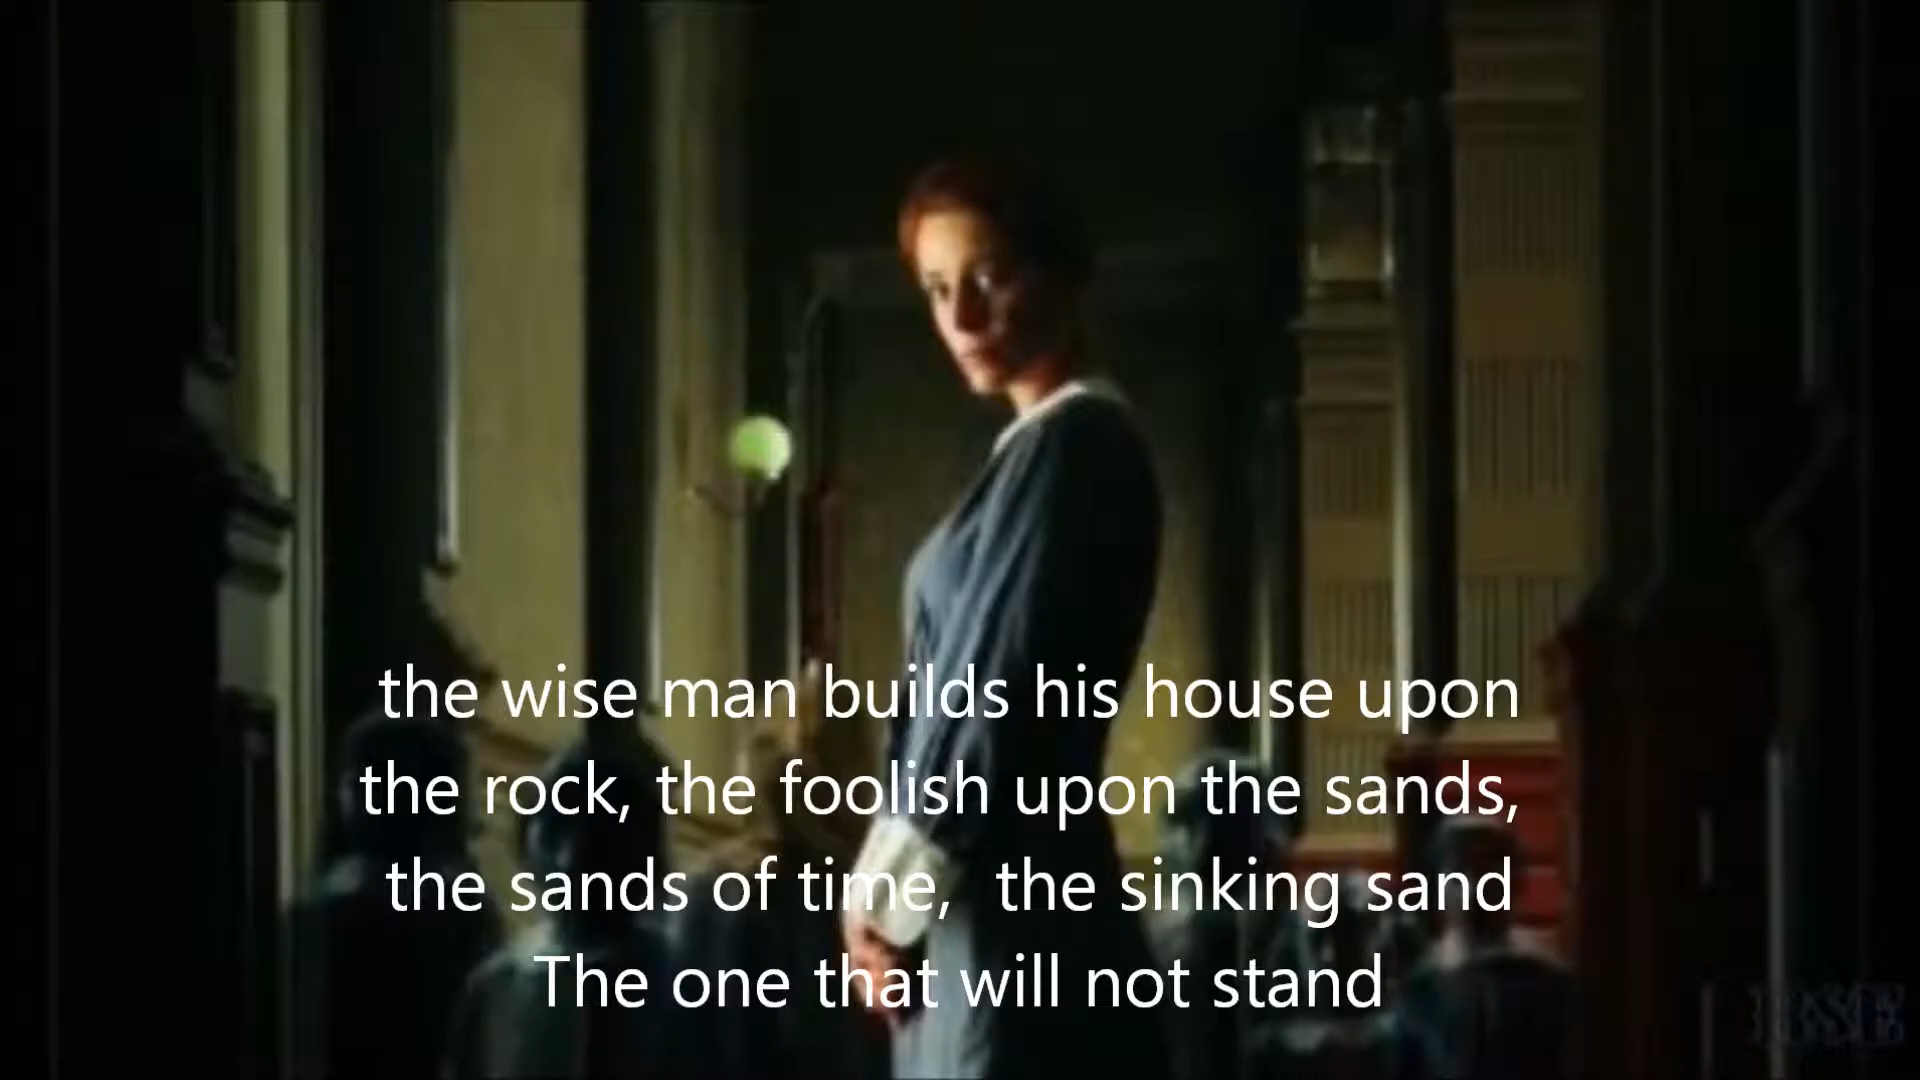 the wise man builds his house upon
the rock, the foolish upon the sands,
the sands of time,  the sinking sand
The one that will not stand